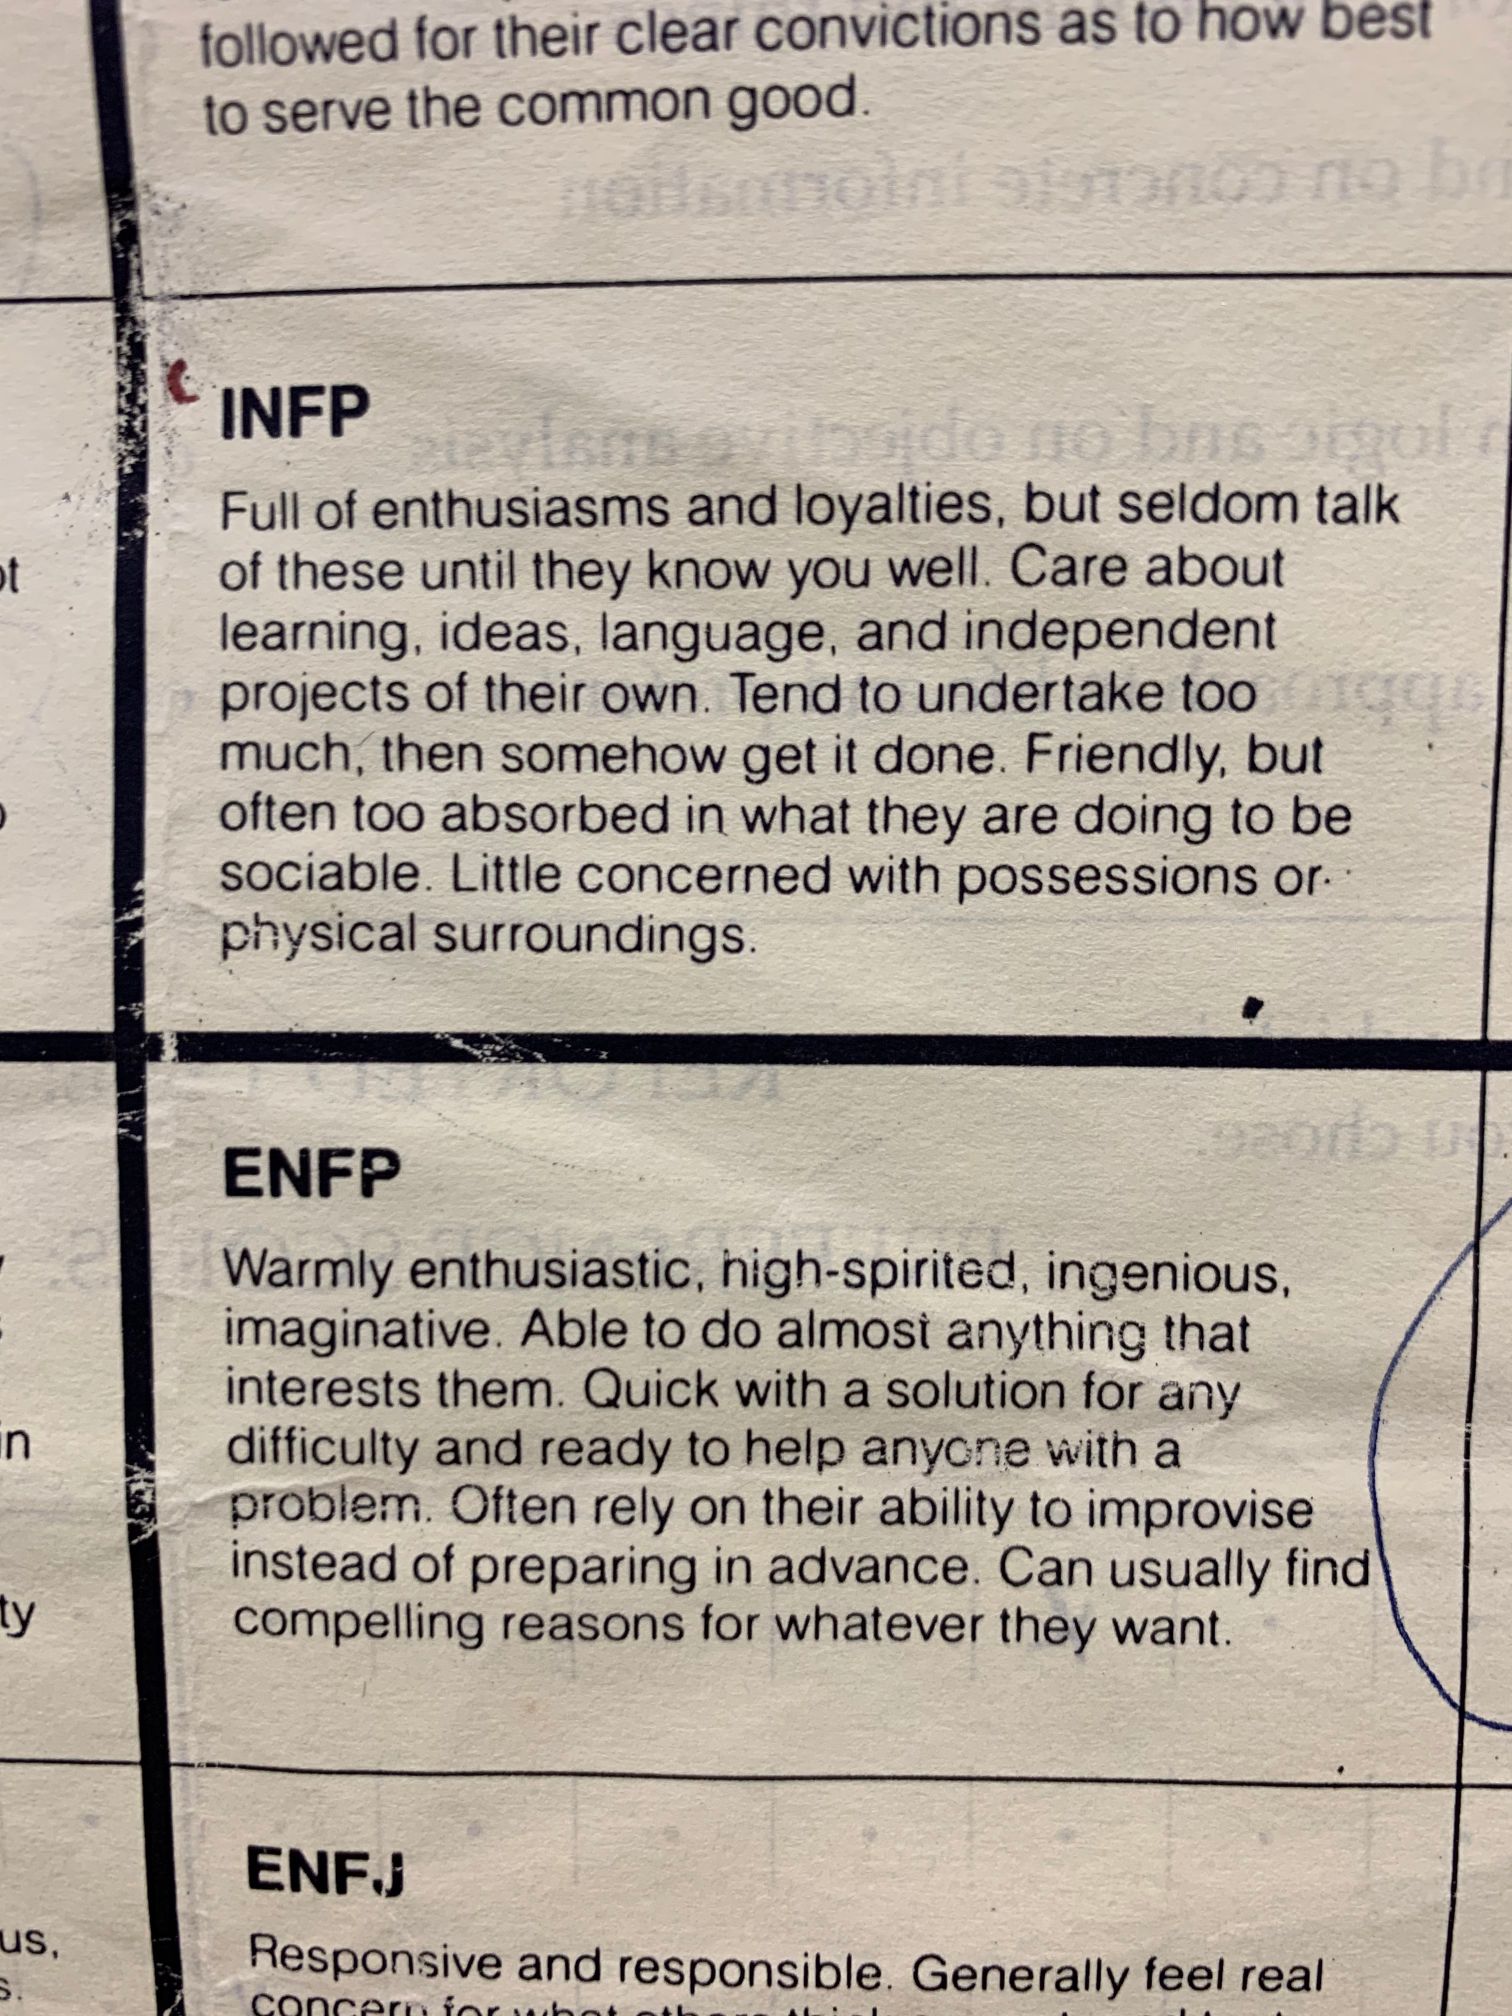 followed for their clear convictions as to how best
to serve the common good.
INFP
Full of enthusiasms and loyalties, but seldom talk
of these until they know you well. Care about
learning, ideas, language, and independent
projects of their own. Tend to undertake too
much, then somehow get it done. Friendly, but
often too absorbed in what they are doing to be
sociable. Little concerned with possessions or
physical surroundings.
ENFP
Warmly enthusiastic, high-spirited, ingenious,
imaginative. Able to do almost anything that
interests them. Quick with a solution for any
difficulty and ready to help anyone with a
problem. Often rely on their ability to improvise
instead of preparing in advance. Can usually find
compelling reasons for whatever they want.
ENFJ
Responsive and responsible. Generally feel real
concern for what others think